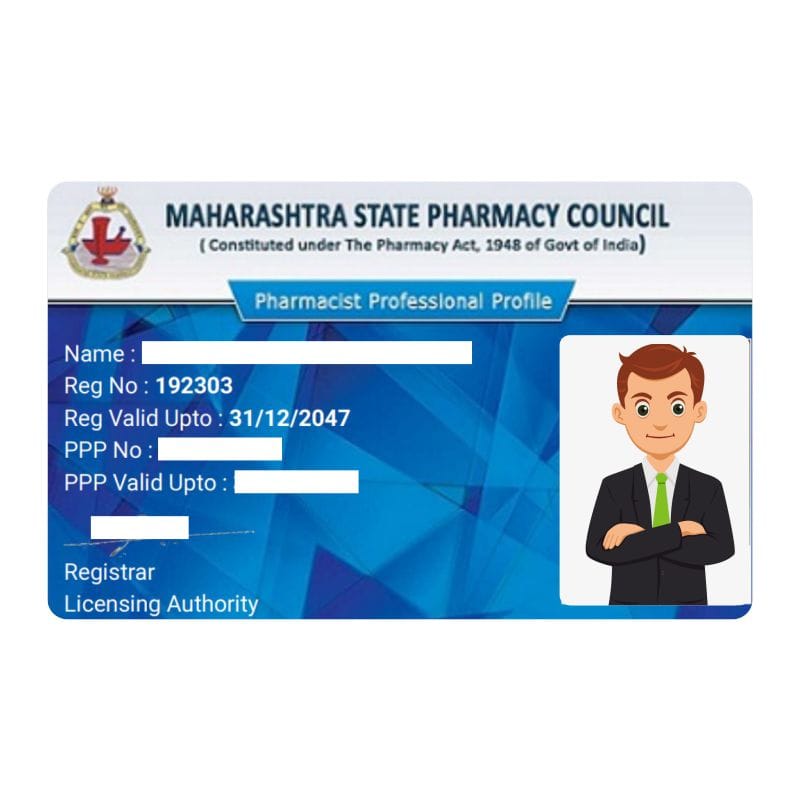 MAHARASHTRA STATE PHARMACY COUNCIL
( Constituted under The Pharmacy Act, 1948 of Govt of India)
Pharmacist Professional Profile
Name :
Reg No : 192303
Reg Valid Upto : 31/12/2047
PPP No :
PPP Valid Upto :
Registrar
Licensing Authority